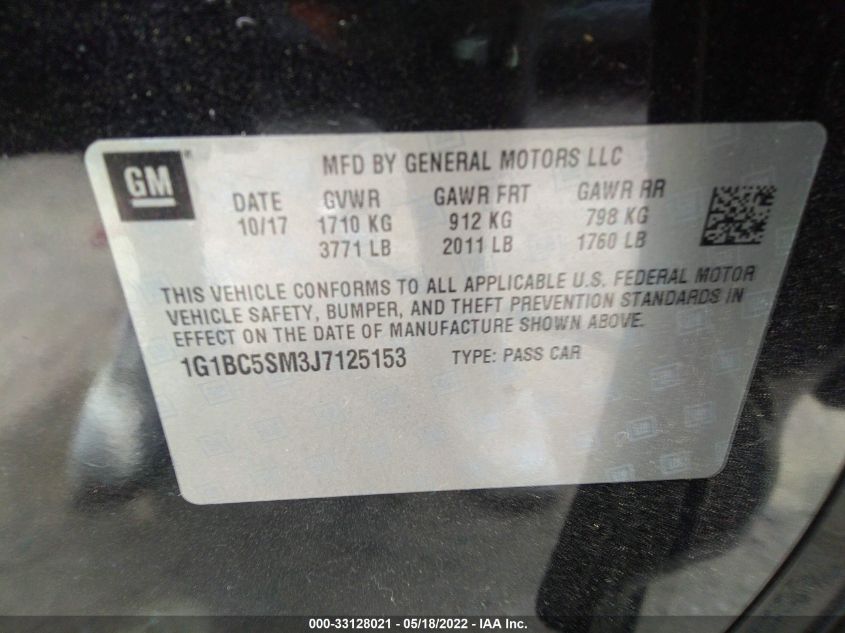 GM
MFD BY GENERAL MOTORS LLC
DATE GVWR GAWR FRT GAWR RR
10/17 1710 KG 912 KG 798 KG
3771 LB 2011 LB 1760 LB
THIS VEHICLE CONFORMS TO ALL APPLICABLE U.S. FEDERAL MOTOR
VEHICLE SAFETY, BUMPER, AND THEFT PREVENTION STANDARDS IN
EFFECT ON THE DATE OF MANUFACTURE SHOWN ABOVE.
1G1BC5SM3J7125153 TYPE: PASS CAR
000-33128021 - 05/18/2022 - IAA Inc.